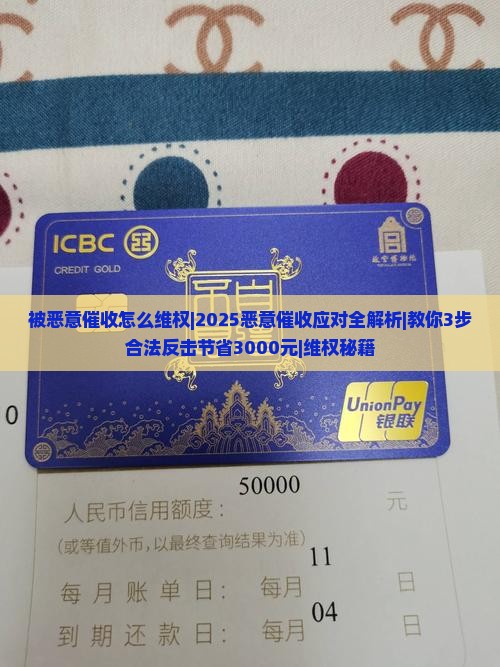 ICBC
CREDIT GOLD
故宫博物院
被恶意催收怎么维权|2025恶意催收应对全解析|教你3步
合法反击节省3000元|维权秘籍
UnionPay
银联
0
50000
人民币信用额度：元
(或等值外币，以最终查询结果为准)
11
每月账单日：每月 日
04
到期还款日：每月 日